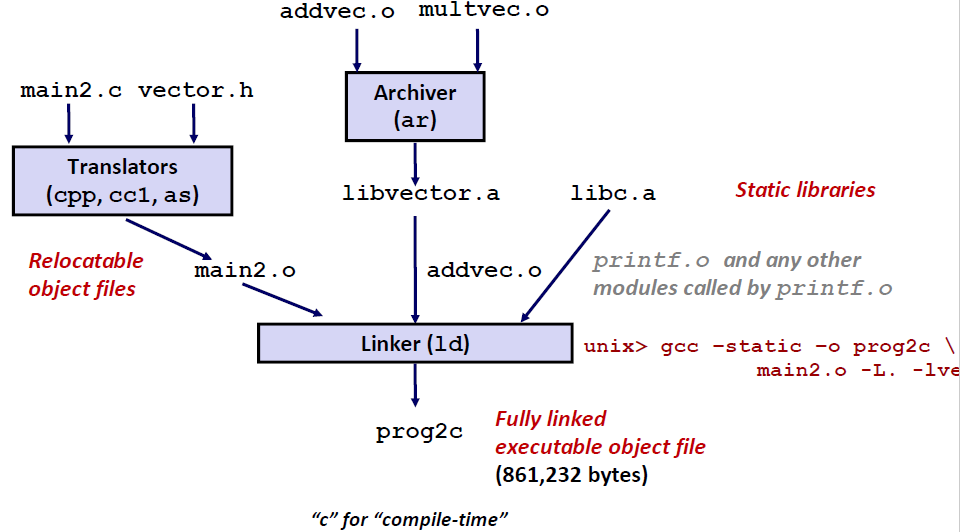 addvec.o multvec.o
main2.c vector.h
Archiver
(ar)
Translators
(cpp, cc1, as)
libvector.a
libc.a
Static libraries
Relocatable
object files
main2.o
addvec.o
printf.o and any other
modules called by printf.o
Linker (ld)
unix> gcc –static –o prog2c \
main2.o -L. -lve
prog2c
Fully linked
executable object file
(861,232 bytes)
“c” for “compile-time”